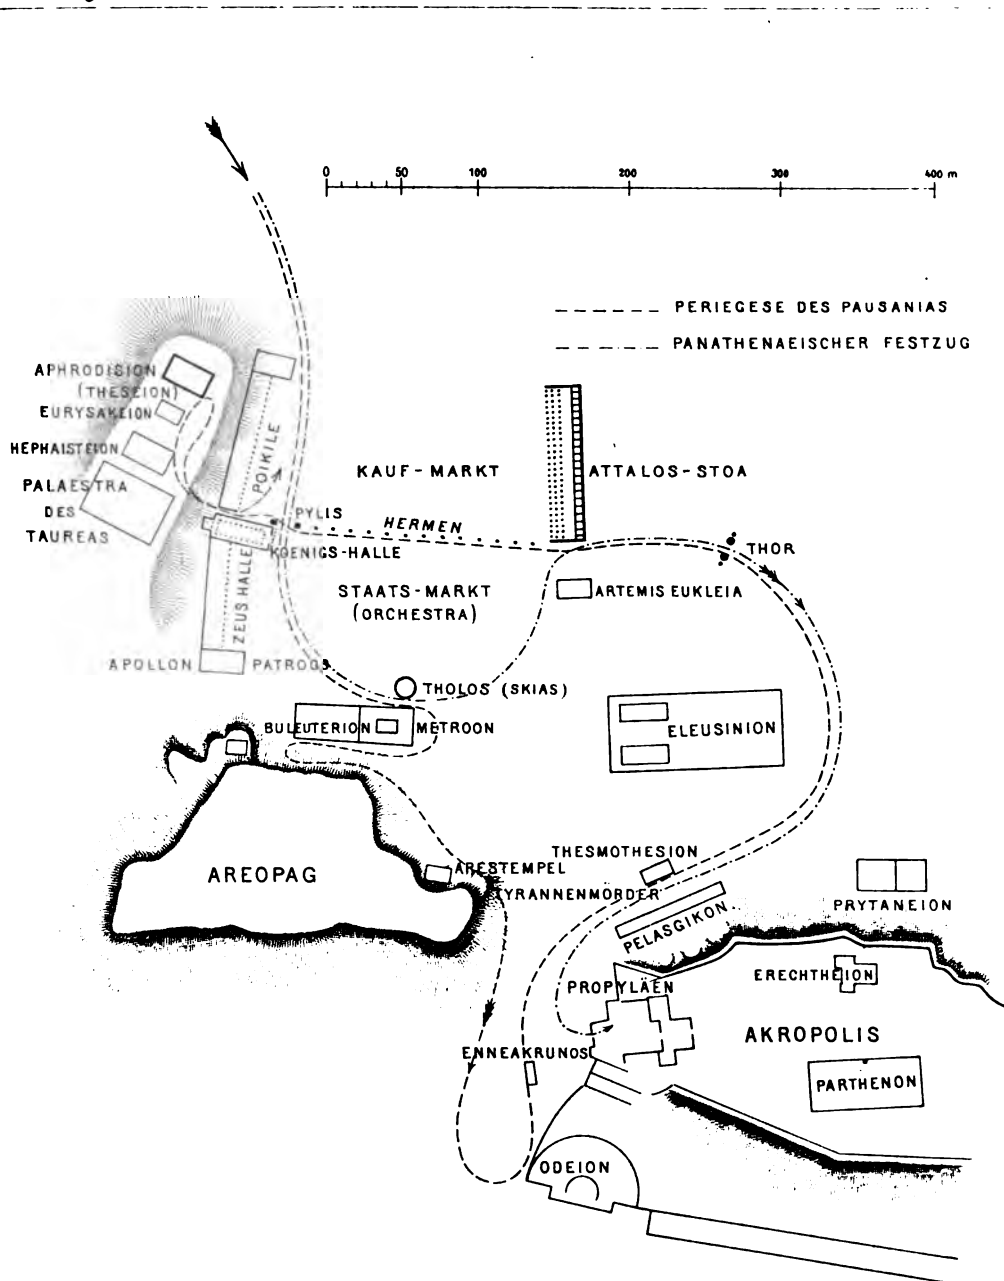 0 50 100 200 300 400 m
PERIEGESE DES PAUSANIAS
PANATHENAEISCHER FESTZUG
APHRODISION
(THESEION)
EURYSAKEION
HEPHAISTEION
PALAESTRA
DES
TAUREAS
POIKILE
KAUF-MARKT
ATTALOS-STOA
PYLIS
HERMEN
KOENIGS-HALLE
THOR
ZEUS HALLE
STAATS-MARKT
(ORCHESTRA)
ARTEMIS EUKLEIA
APOLLON PATROOS
THOLOS (SKIAS)
BULEUTERION
METROON
ELEUSINION
AREOPAG
ARESTEMPEL
THESMOTHESION
TYRANNENMÖRDER
PELASGIKON
PRYTANEION
PROPYLÄEN
ERECHTHEION
AKROPOLIS
ENNEAKRUNOS
PARTHENON
ODEION